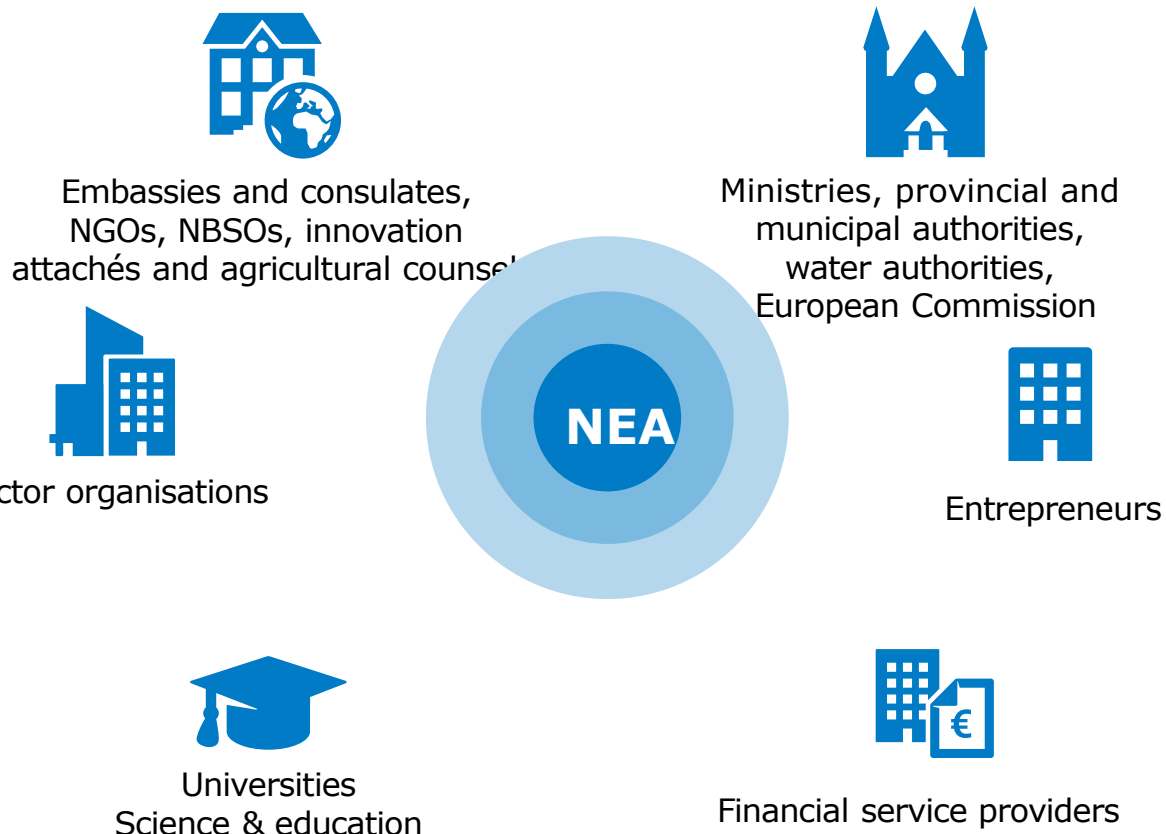 Embassies and consulates,
NGOs, NBSOs, innovation
attachés and agricultural
Ministries, provincial and
municipal authorities,
water authorities,
European Commission
NEA
organisations
Entrepreneurs
€
Universities
Science & education
Financial service providers